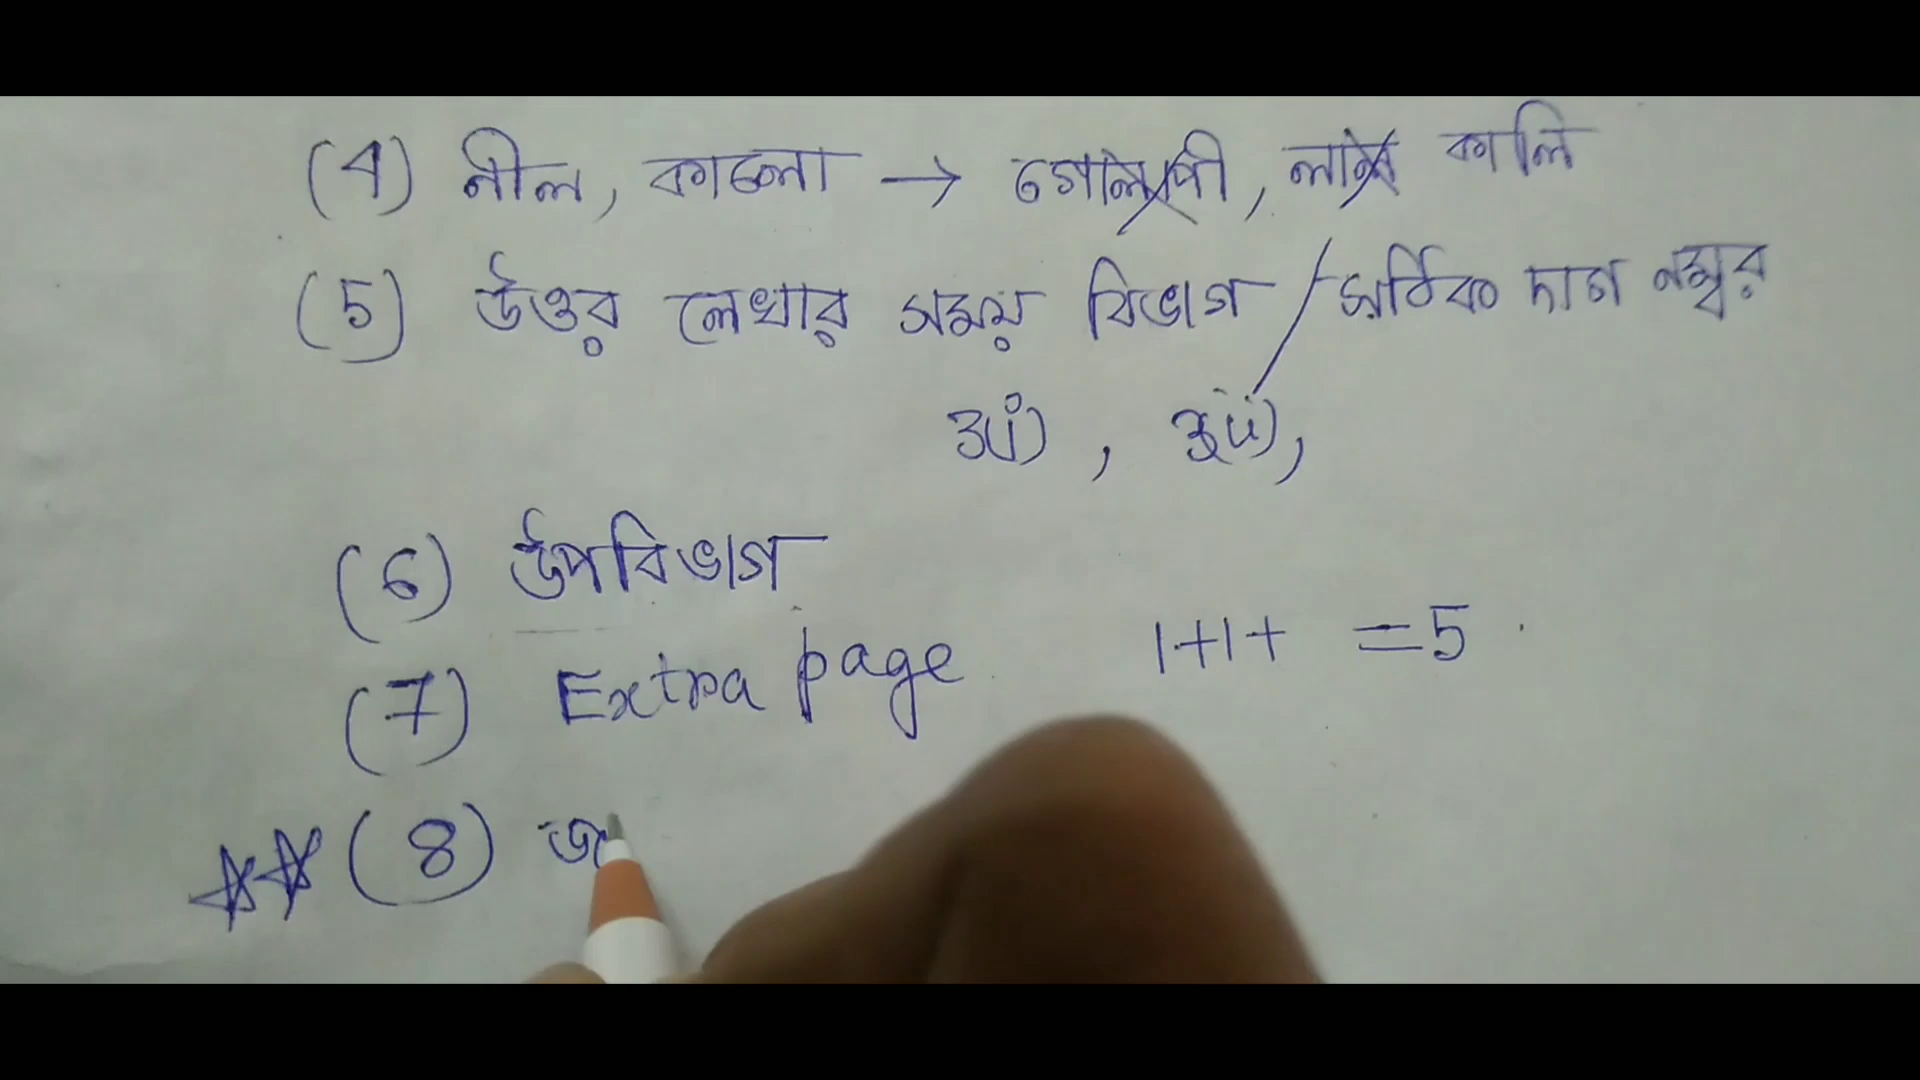 (4) নীল, কালো → গোলাপী, লাল কালি
(5) উত্তর লেখার সময় বিভাগ / সঠিক দাগ নম্বর
3(i), 3(ii),
(6) উপবিভাগ
(7) Extra page 1+1+ =5
(8)